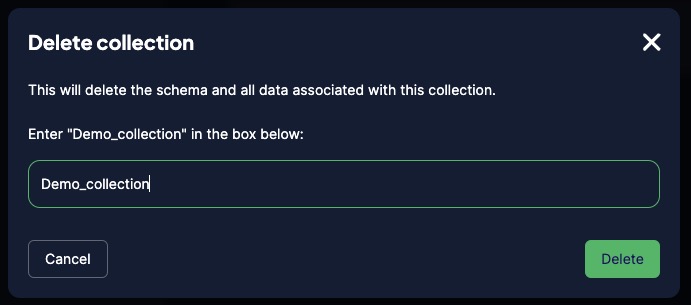 Delete collection
This will delete the schema and all data associated with this collection.
Enter "Demo_collection" in the box below:
Demo_collection
Cancel
Delete